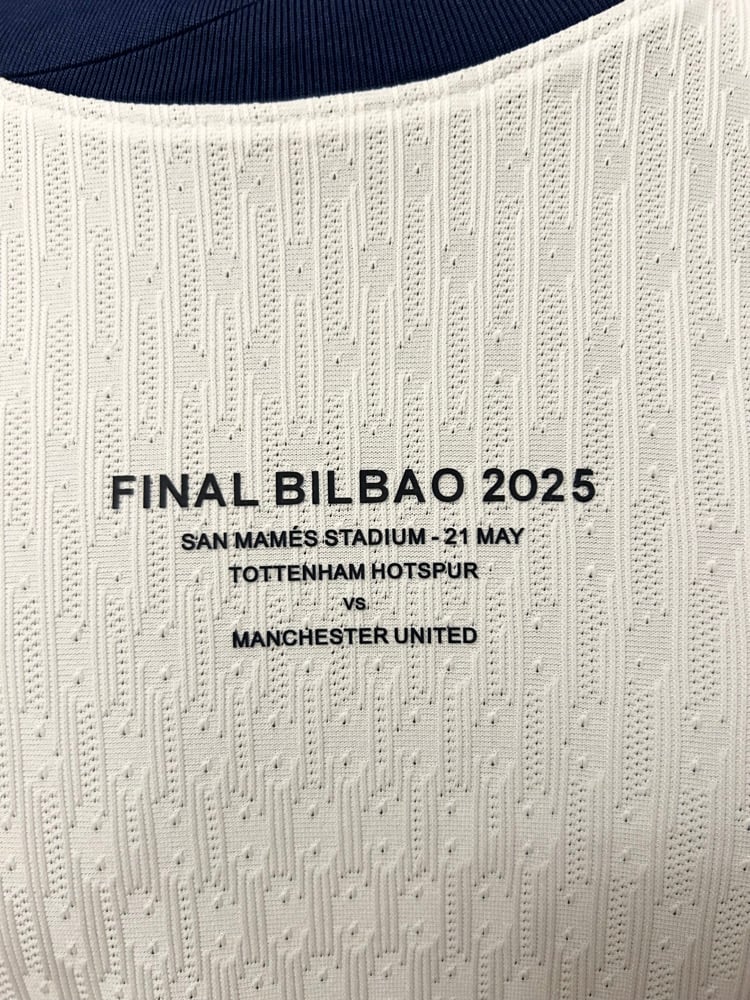 FINAL BILBAO 2025
SAN MAMÉS STADIUM - 21 MAY
TOTTENHAM HOTSPUR
VS.
MANCHESTER UNITED